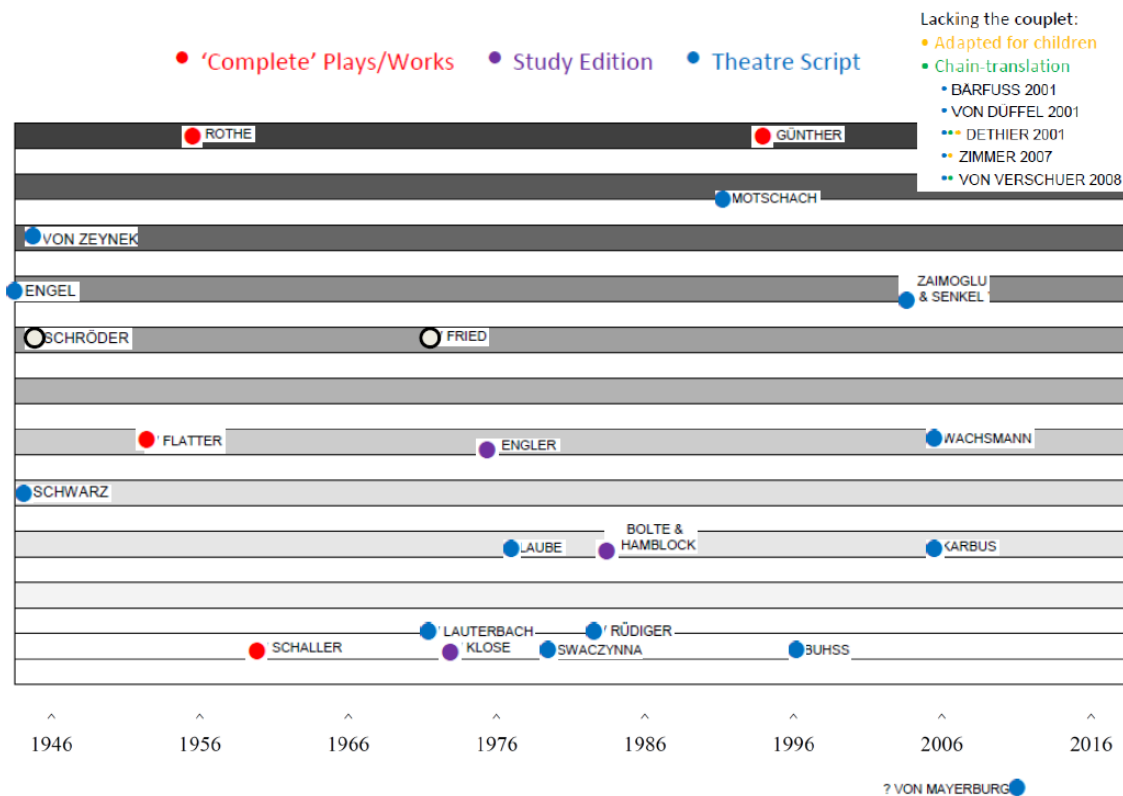 Lacking the couplet:
• Adapted for children
• Chain-translation
• BÄRFUSS 2001
• VON DÜFFEL 2001
••• DETHIER 2001
•• ZIMMER 2007
•• VON VERSCHUER 2008
• ‘Complete’ Plays/Works • Study Edition • Theatre Script
ROTHE GÜNTHER
MOTSCHACH
VON ZEYNEK
ENGEL ZAIMOGLU
& SENKEL
SCHRÖDER FRIED
FLATTER ENGLER WACHSMANN
SCHWARZ
BOLTE &
LAUBE HAMBLOCK KARBUS
LAUTERBACH RÜDIGER
SCHALLER KLOSE SWACZYNNA BUHSS
^ ^ ^ ^ ^ ^ ^ ^
1946 1956 1966 1976 1986 1996 2006 2016
? VON MAYERBURG